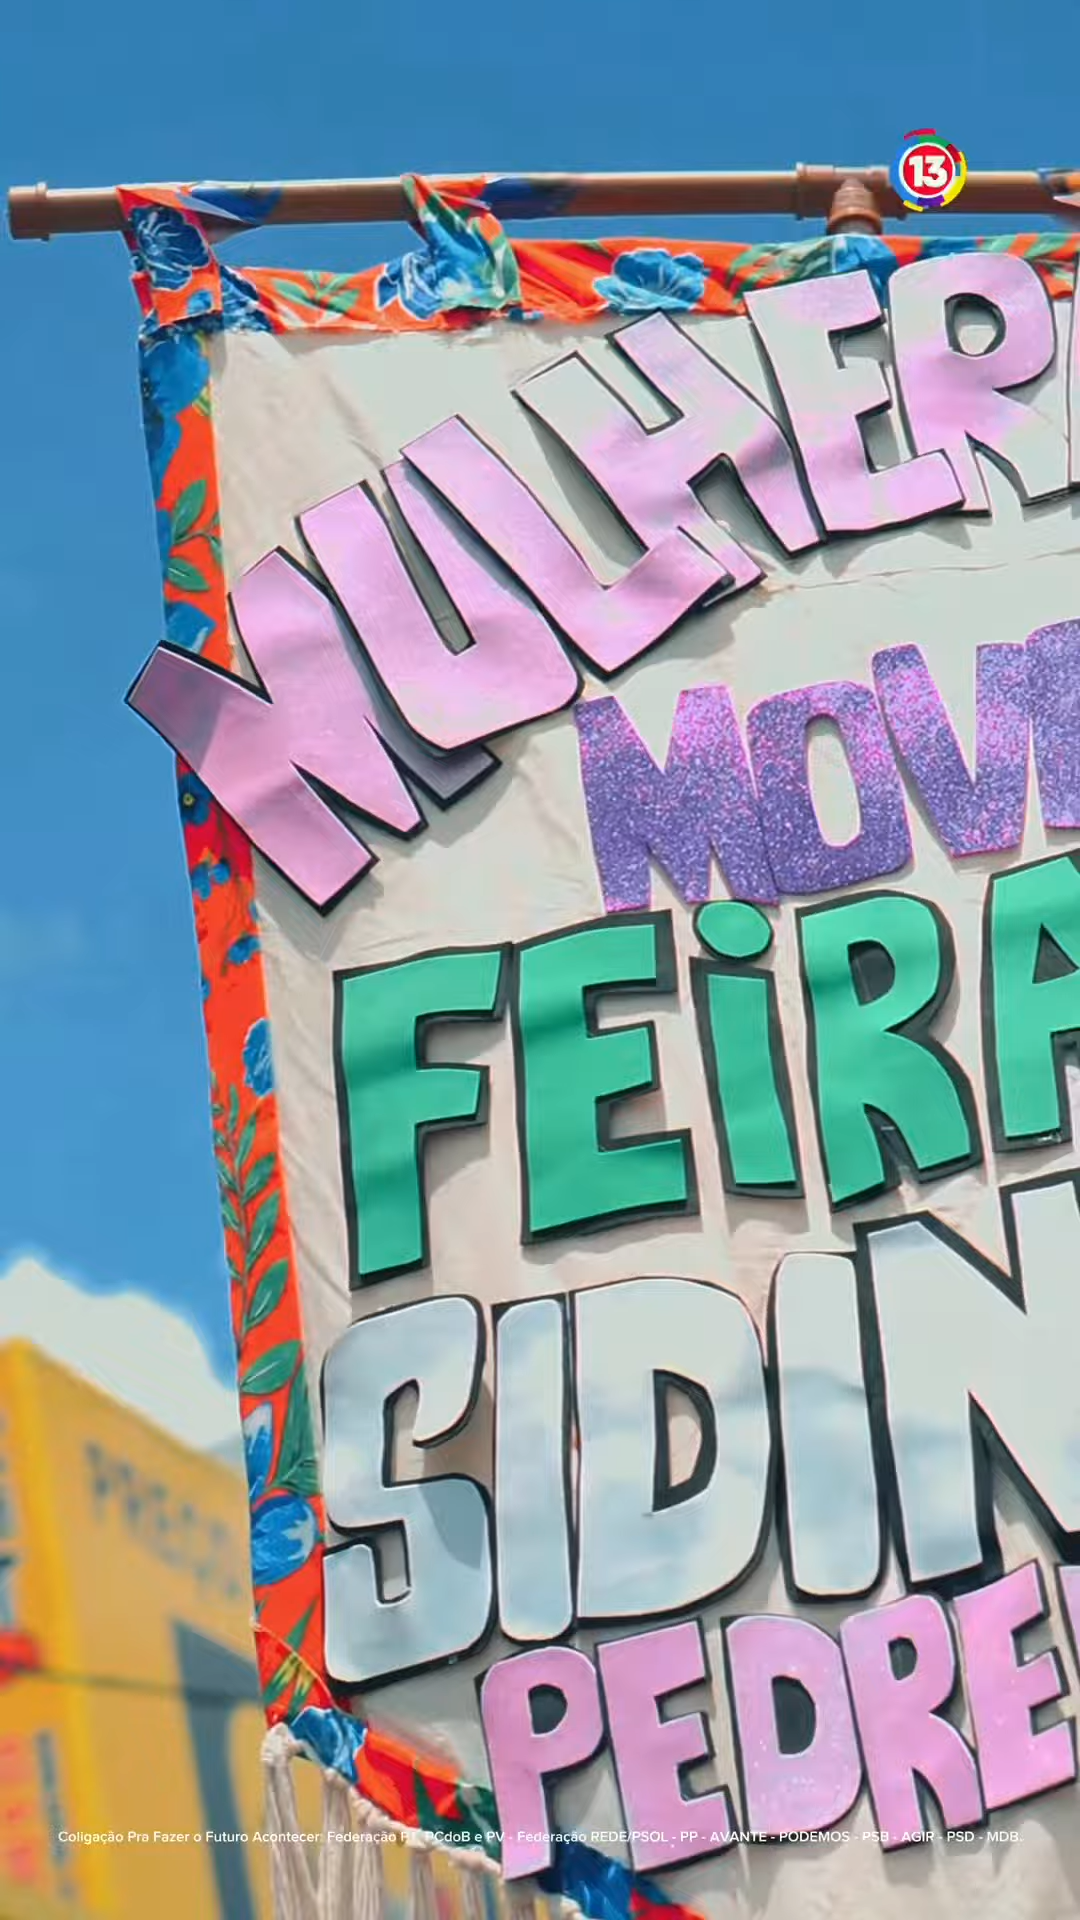 13
MULHER
MOVI
FEIRA
SIDIN
PEDRE
Coligação Pra Fazer o Futuro Acontecer: Federação PT, PCdoB e PV - Federação REDE/PSOL - PP - AVANTE - PODEMOS - PSB - AGIR - PSD - MDB.